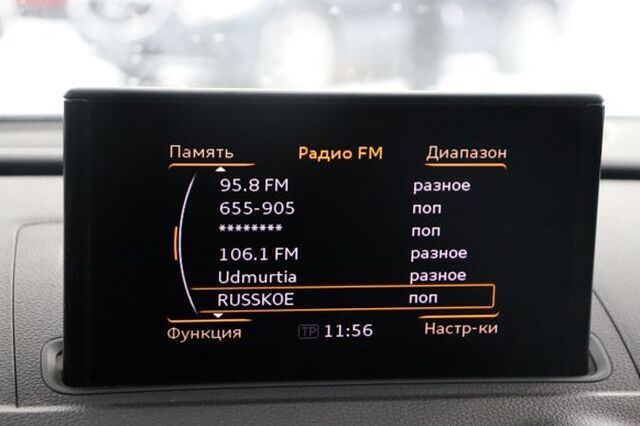 Память Радио FM Диапазон
95.8 FM разное
655-905 поп
******** поп
106.1 FM разное
Udmurtia разное
RUSSKOE поп
Функция TP 11:56 Настр-ки